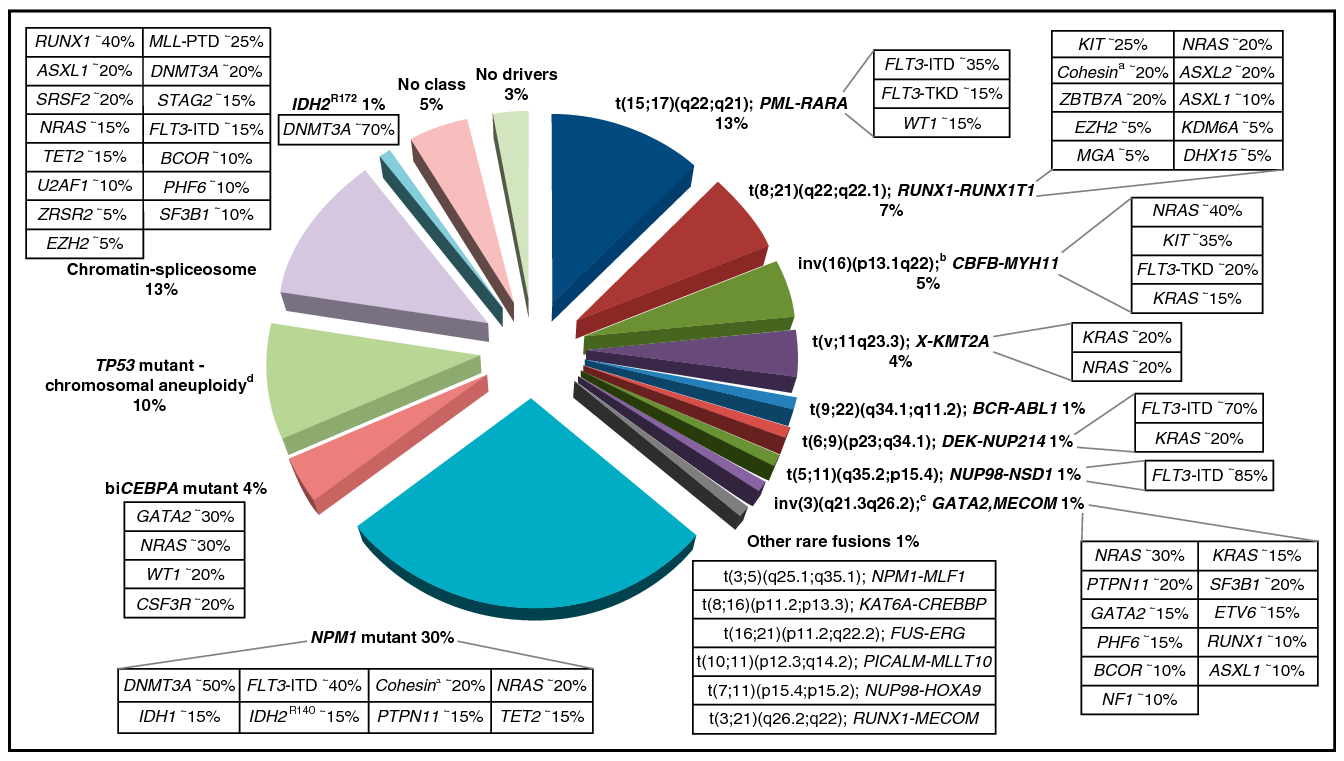 RUNX1 ~40% MLL-PTD ~25%
ASXL1 ~20% DNMT3A ~20%
SRSF2 ~20% STAG2 ~15%
NRAS ~15% FLT3-ITD ~15%
TET2 ~15% BCOR ~10%
U2AF1 ~10% PHF6 ~10%
ZRSR2 ~5% SF3B1 ~10%
EZH2 ~5%
Chromatin-spliceosome
13%
IDH2R172 1%
DNMT3A ~70%
No class
5%
No drivers
3%
t(15;17)(q22;q21); PML-RARA
13%
FLT3-ITD ~35%
FLT3-TKD ~15%
WT1 ~15%
KIT ~25% NRAS ~20%
Cohesina ~20% ASXL2 ~20%
ZBTB7A ~20% ASXL1 ~10%
EZH2 ~5% KDM6A ~5%
MGA ~5% DHX15 ~5%
t(8;21)(q22;q22.1); RUNX1-RUNX1T1
7%
inv(16)(p13.1q22);b CBFB-MYH11
5%
NRAS ~40%
KIT ~35%
FLT3-TKD ~20%
KRAS ~15%
t(v;11q23.3); X-KMT2A
4%
KRAS ~20%
NRAS ~20%
t(9;22)(q34.1;q11.2); BCR-ABL1 1%
t(6;9)(p23;q34.1); DEK-NUP214 1%
FLT3-ITD ~70%
KRAS ~20%
t(5;11)(q35.2;p15.4); NUP98-NSD1 1%
FLT3-ITD ~85%
inv(3)(q21.3q26.2);c GATA2,MECOM 1%
NRAS ~30% KRAS ~15%
PTPN11 ~20% SF3B1 ~20%
GATA2 ~15% ETV6 ~15%
PHF6 ~15% RUNX1 ~10%
BCOR ~10% ASXL1 ~10%
NF1 ~10%
Other rare fusions 1%
t(3;5)(q25.1;q35.1); NPM1-MLF1
t(8;16)(p11.2;p13.3); KAT6A-CREBBP
t(16;21)(p11.2;q22.2); FUS-ERG
t(10;11)(p12.3;q14.2); PICALM-MLLT10
t(7;11)(p15.4;p15.2); NUP98-HOXA9
t(3;21)(q26.2;q22); RUNX1-MECOM
TP53 mutant -
chromosomal aneuploidyd
10%
biCEBPA mutant 4%
GATA2 ~30%
NRAS ~30%
WT1 ~20%
CSF3R ~20%
NPM1 mutant 30%
DNMT3A ~50% FLT3-ITD ~40% Cohesina ~20% NRAS ~20%
IDH1 ~15% IDH2R140 ~15% PTPN11 ~15% TET2 ~15%